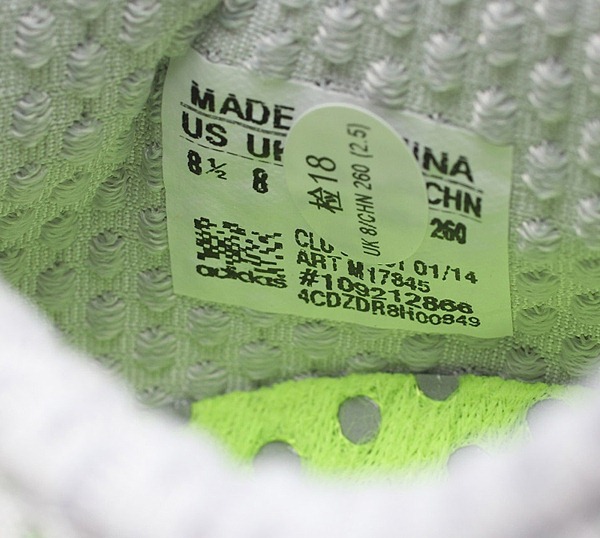 MADE INA
US UK CHN
8½ 8 260
检18
UK 8/CHN 260 (2.5)
01/14
ART M17845
#109212866
adidas 4CDZDR8H00849